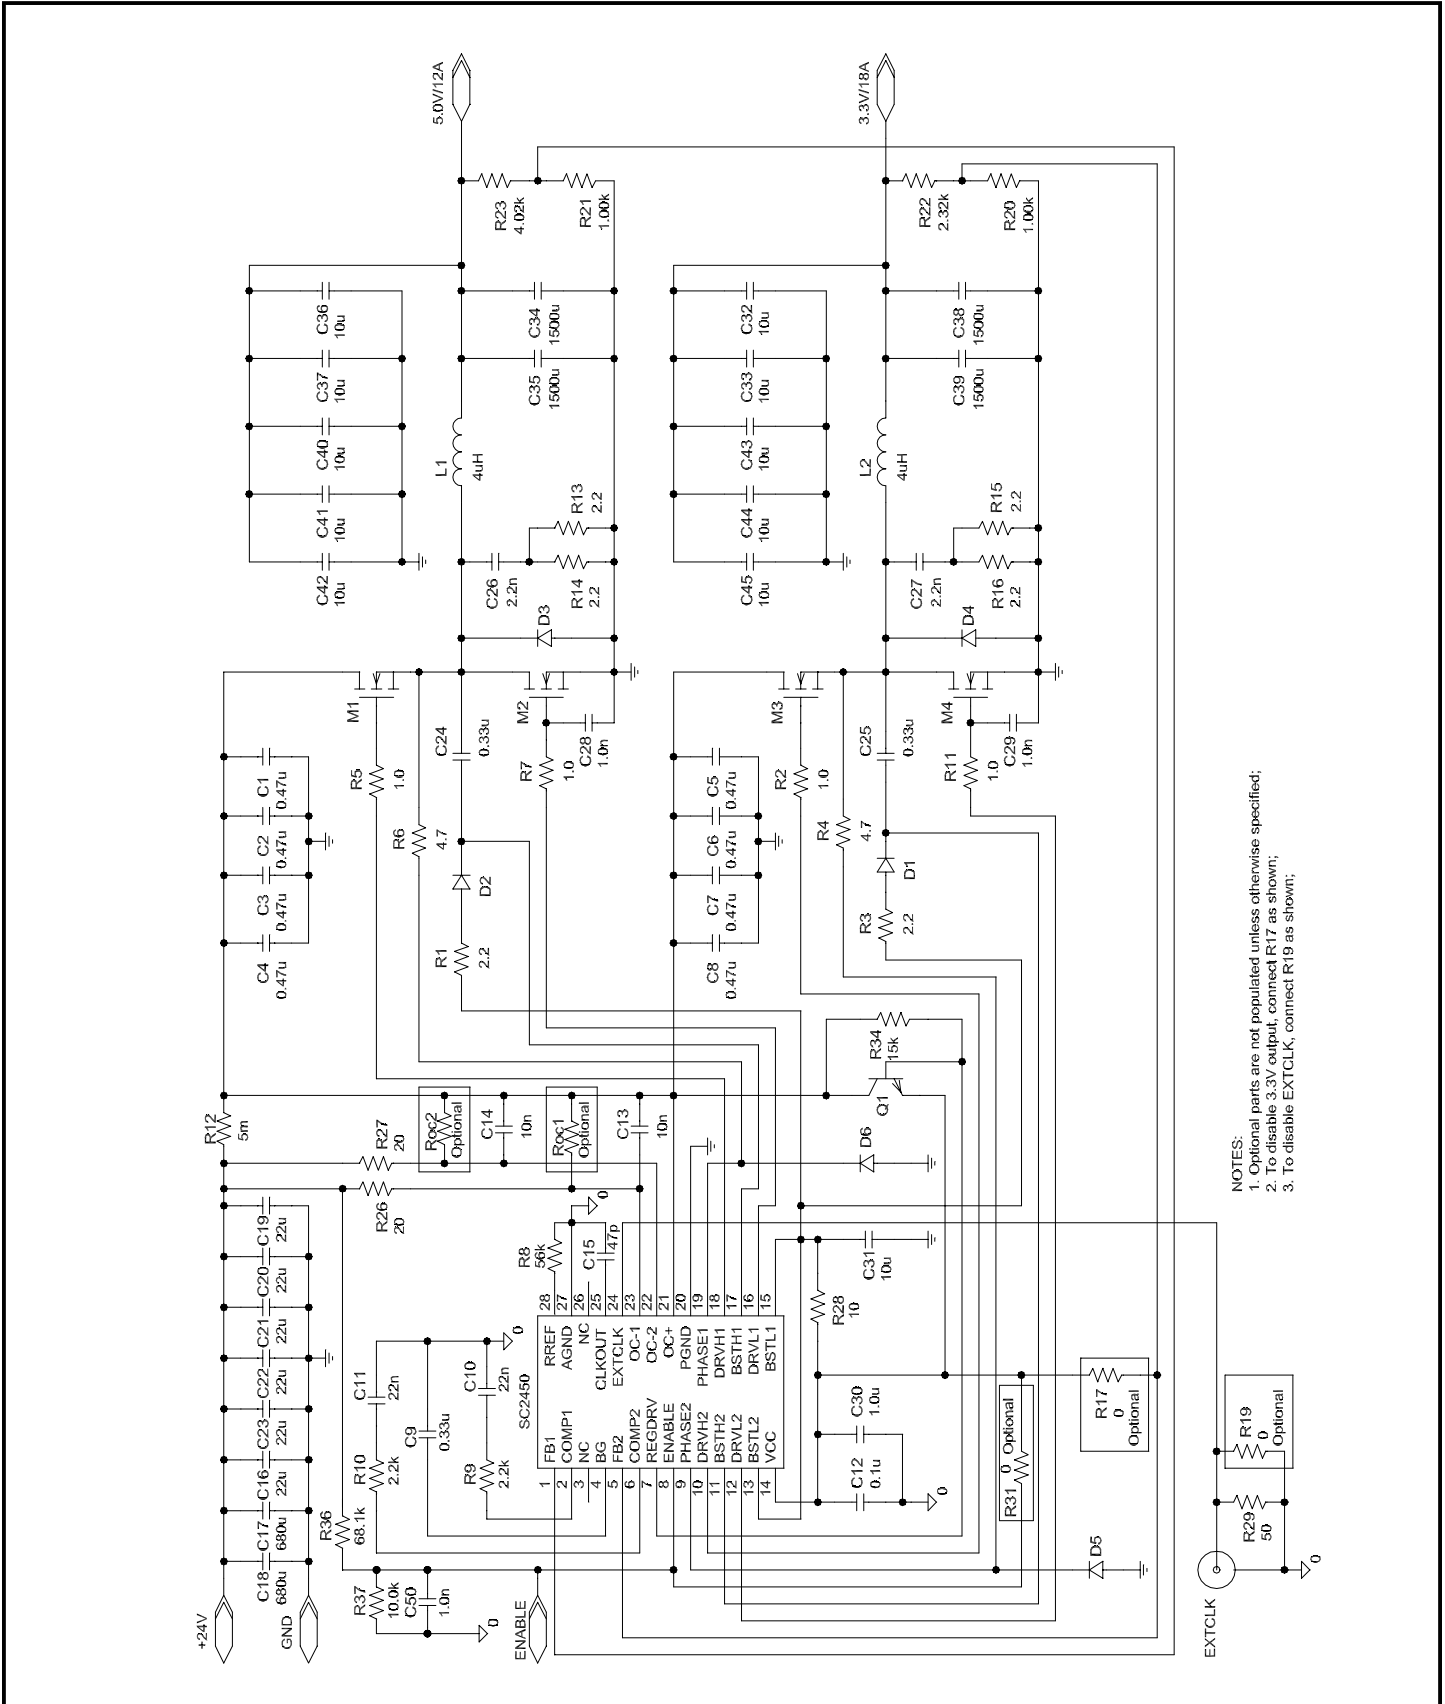 +24V
GND
ENABLE
EXTCLK
C18
680u
C17
680u
C16
22u
C23
22u
C22
22u
C21
22u
C20
22u
C19
22u
R12
5m
C4
0.47u
C3
0.47u
C2
0.47u
C1
0.47u
R37
10.0k
C50
1.0n
0
R36
68.1k
R26
20
R27
20
R10
2.2k
C11
22n
C9
0.33u
R9
2.2k
C10
22n
0
Roc2
Optional
C14
10n
Roc1
Optional
C13
10n
R8
56k
C15
47p
0
SC2450
1
FB1
2
COMP1
3
NC
4
BG
5
FB2
6
COMP2
7
REGDRV
8
ENABLE
9
PHASE2
10
DRVH2
11
BSTH2
12
DRVL2
13
BSTL2
14
VCC
28
RREF
27
AGND
26
NC
25
CLKOUT
24
EXTCLK
23
OC-1
22
OC-2
21
OC+
20
PGND
19
PHASE1
18
DRVH1
17
BSTH1
16
DRVL1
15
BSTL1
R5
1.0
M1
R6
4.7
R1
2.2
D2
C24
0.33u
R7
1.0
M2
C28
1.0n
D3
C26
2.2n
R14
2.2
R13
2.2
L1
4uH
C42
10u
C41
10u
C40
10u
C37
10u
C36
10u
C35
1500u
C34
1500u
R23
4.02k
R21
1.00k
5.0V/12A
C8
0.47u
C7
0.47u
C6
0.47u
C5
0.47u
R2
1.0
M3
R4
4.7
R3
2.2
D1
C25
0.33u
R11
1.0
M4
C29
1.0n
D4
C27
2.2n
R16
2.2
R15
2.2
L2
4uH
C45
10u
C44
10u
C43
10u
C33
10u
C32
10u
C39
1500u
C38
1500u
R22
2.32k
R20
1.00k
3.3V/18A
R34
15k
Q1
D6
C31
10u
R28
10
C30
1.0u
C12
0.1u
0
R31
0 Optional
R17
0
Optional
D5
R19
0
Optional
R29
50
0
NOTES:
1. Optional parts are not populated unless otherwise specified;
2. To disable 3.3V output, connect R17 as shown;
3. To disable EXTCLK, connect R19 as shown;